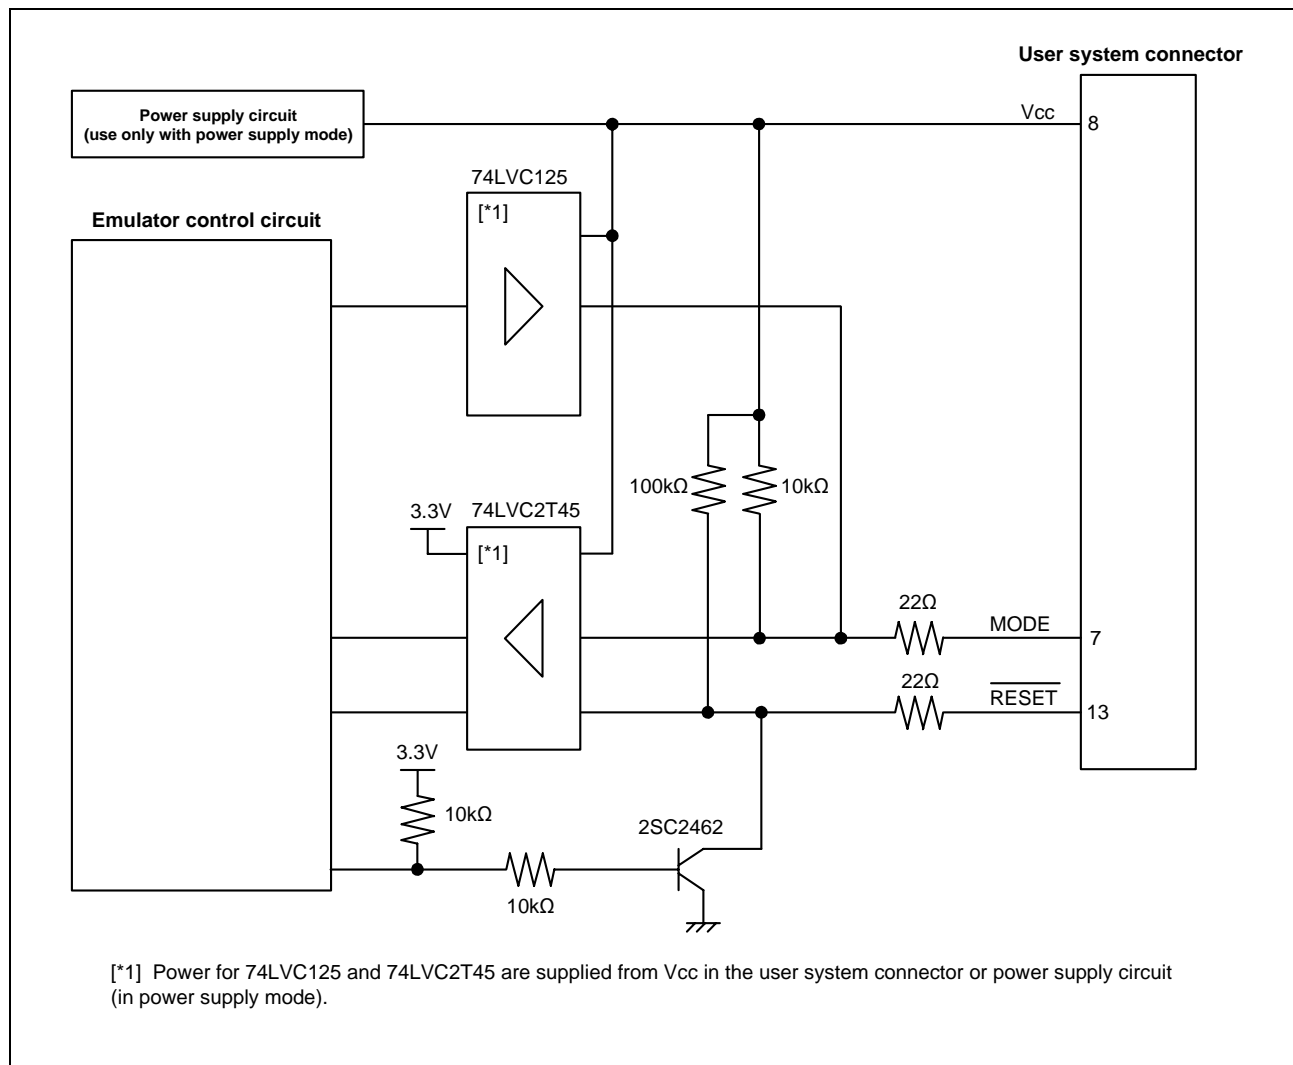 User system connector
Power supply circuit
(use only with power supply mode)
Vcc
8
74LVC125
[*1]
Emulator control circuit
100kΩ
10kΩ
3.3V
74LVC2T45
[*1]
22Ω
MODE
7
22Ω
RESET
13
3.3V
10kΩ
2SC2462
10kΩ
[*1] Power for 74LVC125 and 74LVC2T45 are supplied from Vcc in the user system connector or power supply circuit
(in power supply mode).